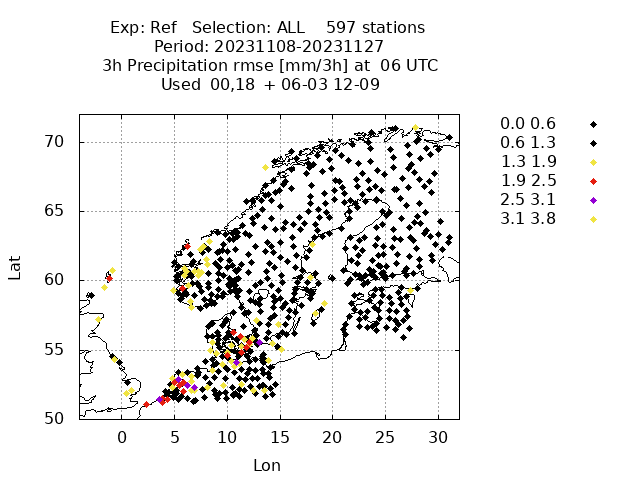 Exp: Ref   Selection: ALL    597 stations
Period: 20231108-20231127
3h Precipitation rmse [mm/3h] at  06 UTC
Used  00,18  + 06-03 12-09
70
65
60
55
50
Lat
0 5 10 15 20 25 30
Lon
0.0 0.6
0.6 1.3
1.3 1.9
1.9 2.5
2.5 3.1
3.1 3.8